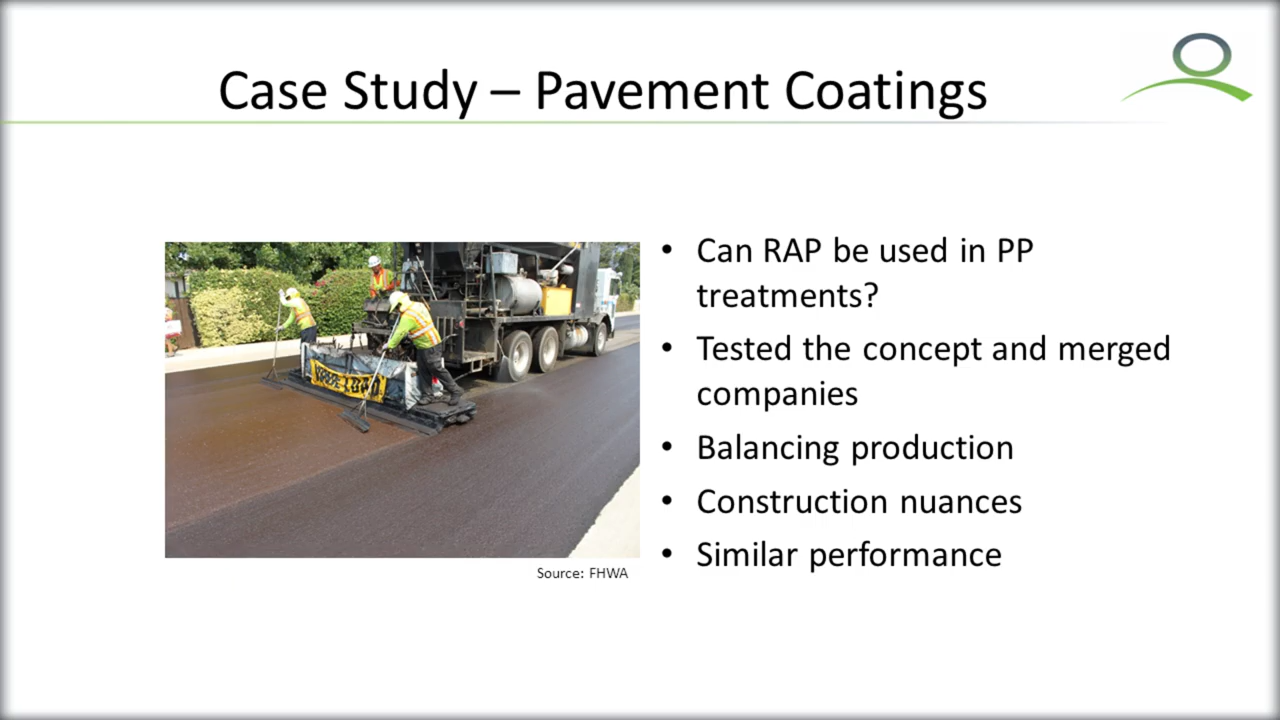 Case Study – Pavement Coatings
• Can RAP be used in PP
treatments?
• Tested the concept and merged
companies
• Balancing production
• Construction nuances
• Similar performance
Source: FHWA